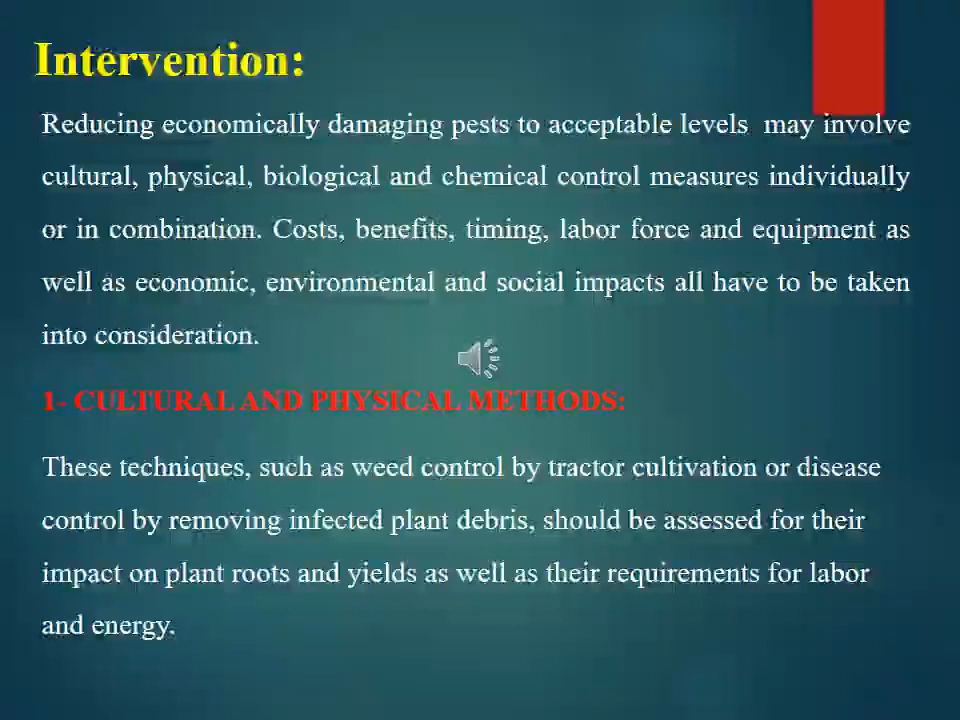 Intervention:
Reducing economically damaging pests to acceptable levels may involve
cultural, physical, biological and chemical control measures individually
or in combination. Costs, benefits, timing, labor force and equipment as
well as economic, environmental and social impacts all have to be taken
into consideration.
1- CULTURAL AND PHYSICAL METHODS:
These techniques, such as weed control by tractor cultivation or disease
control by removing infected plant debris, should be assessed for their
impact on plant roots and yields as well as their requirements for labor
and energy.